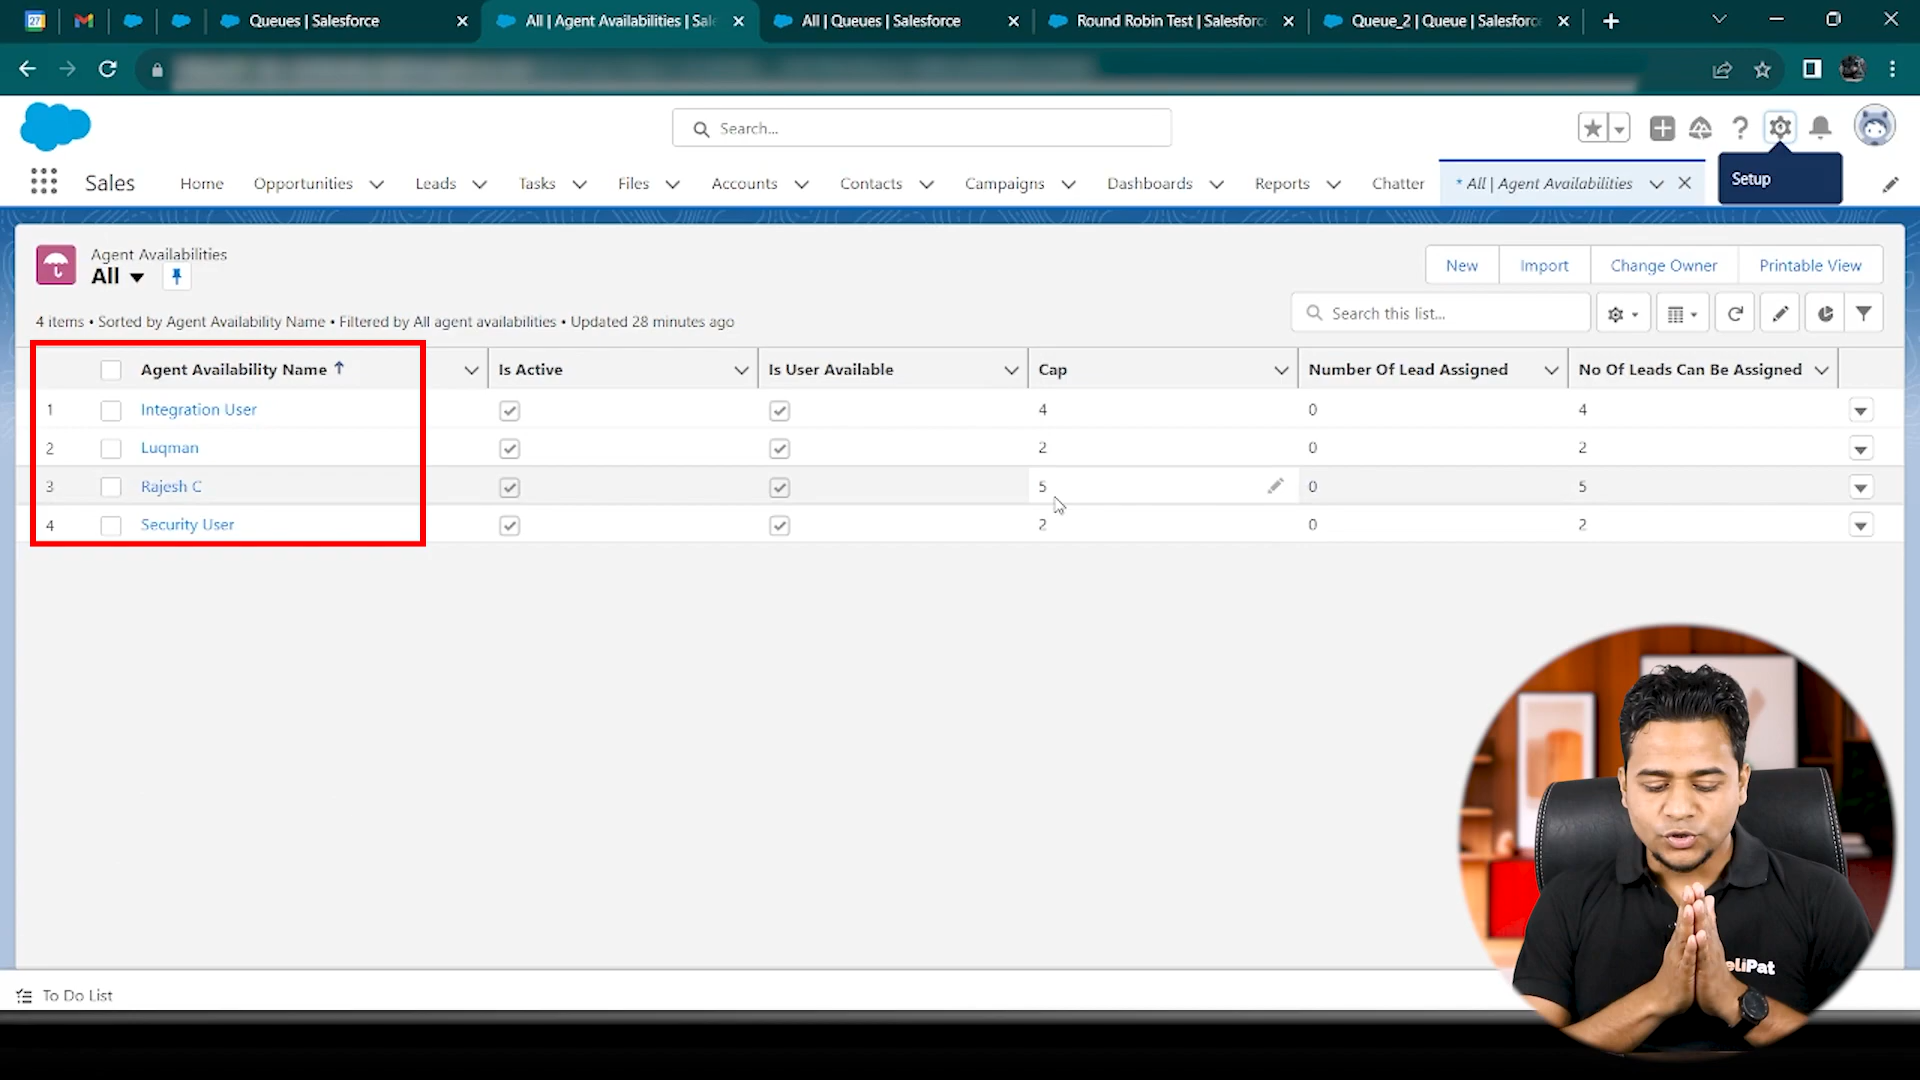 27
Queues | Salesforce
All | Agent Availabilities | Sal
All | Queues | Salesforce
Round Robin Test | Salesforc
Queue_2 | Queue | Salesforc
Search...
Setup
Sales
Home
Opportunities
Leads
Tasks
Files
Accounts
Contacts
Campaigns
Dashboards
Reports
Chatter
* All | Agent Availabilities
Agent Availabilities
All
New
Import
Change Owner
Printable View
4 items • Sorted by Agent Availability Name • Filtered by All agent availabilities • Updated 28 minutes ago
Search this list...
Agent Availability Name
Is Active
Is User Available
Cap
Number Of Lead Assigned
No Of Leads Can Be Assigned
1 Integration User 4 0 4
2 Luqman 2 0 2
3 Rajesh C 5 0 5
4 Security User 2 0 2
eliPat
To Do List